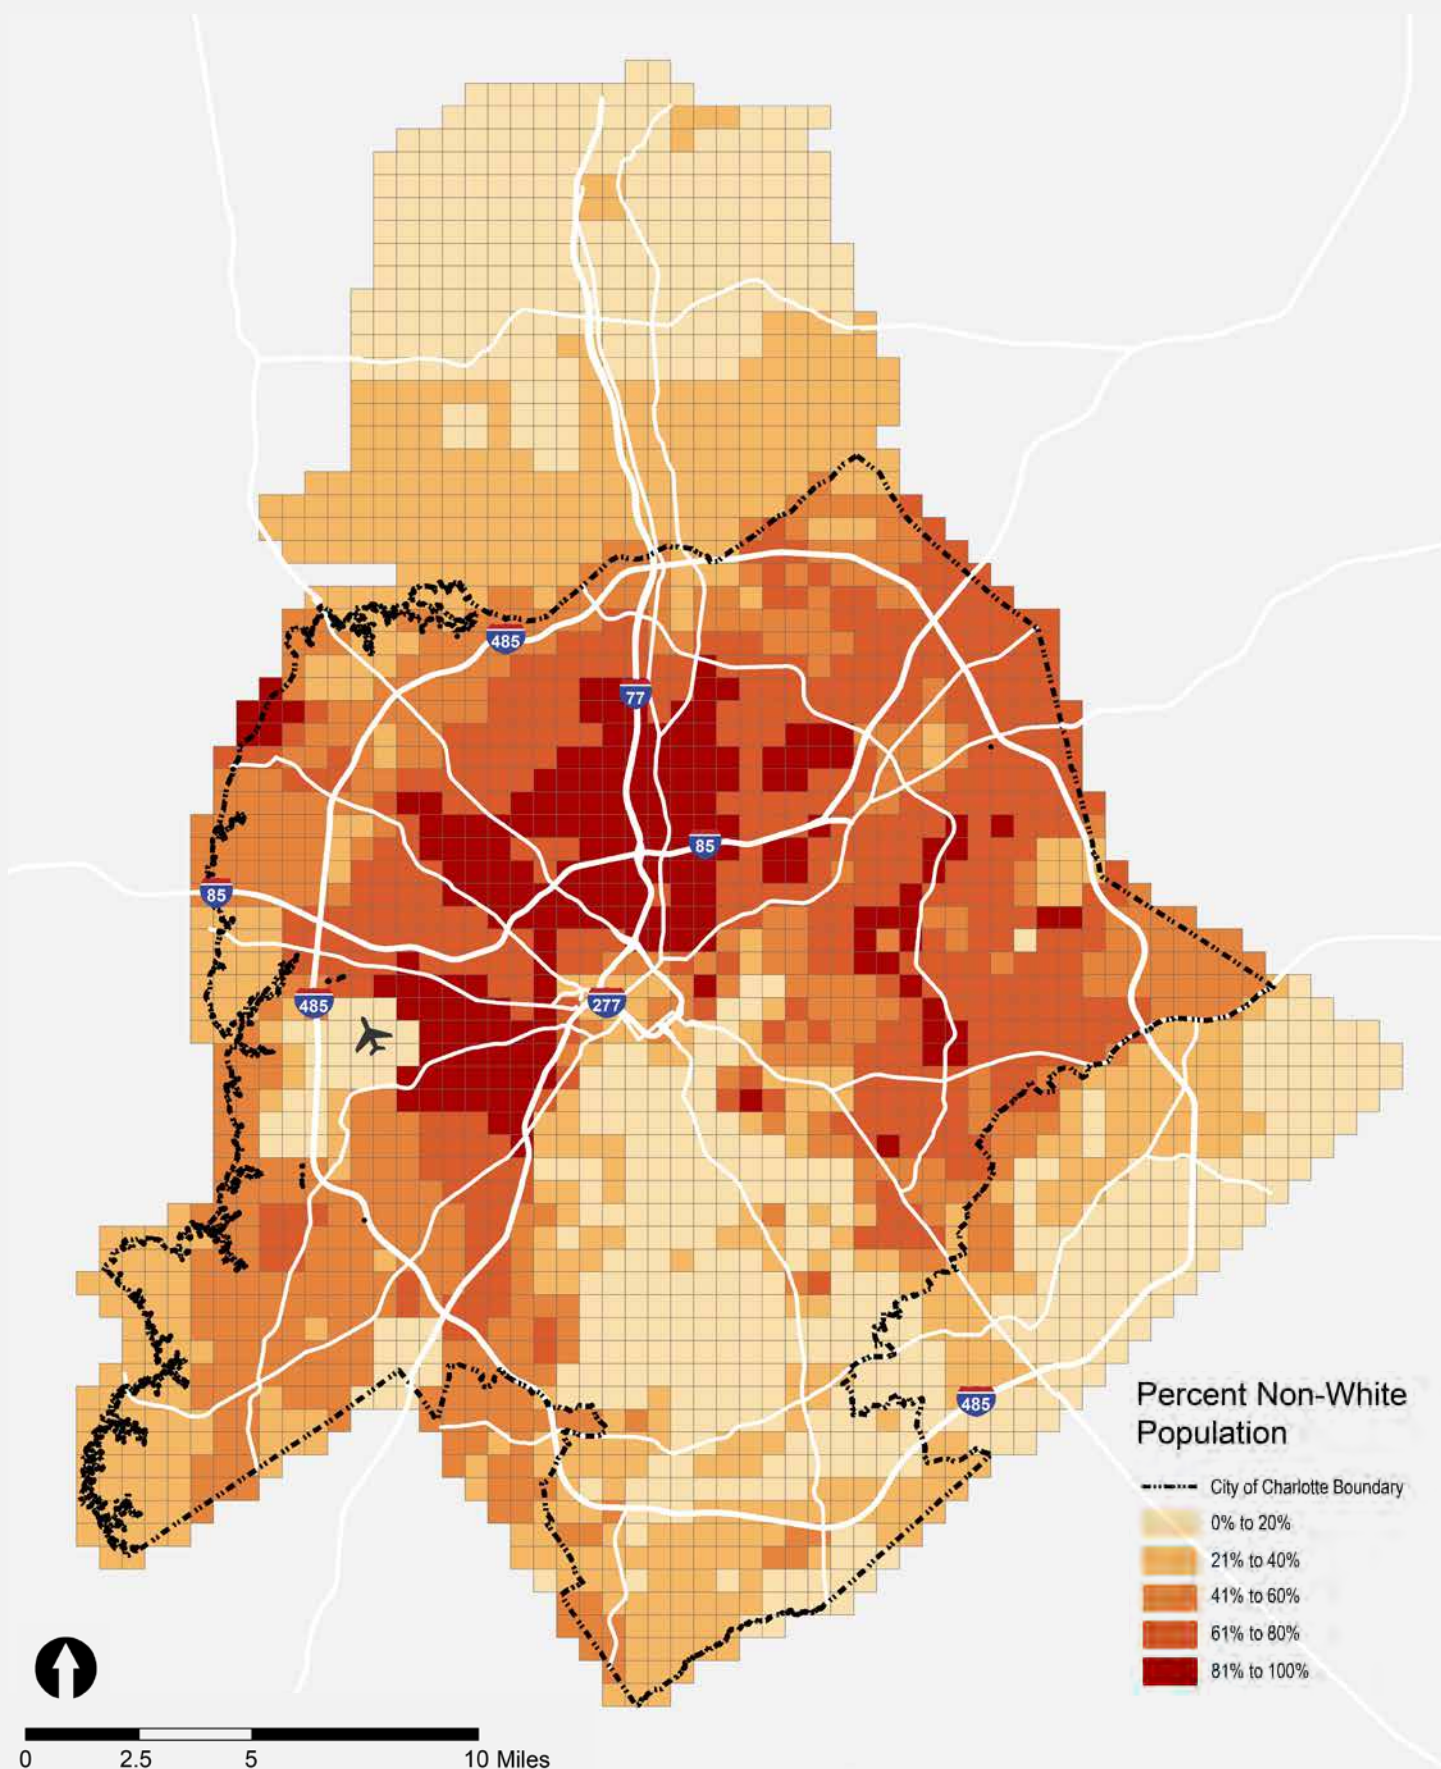 485
77
85
85
485
277
485
Percent Non-White
Population
City of Charlotte Boundary
0% to 20%
21% to 40%
41% to 60%
61% to 80%
81% to 100%
0 2.5 5 10 Miles